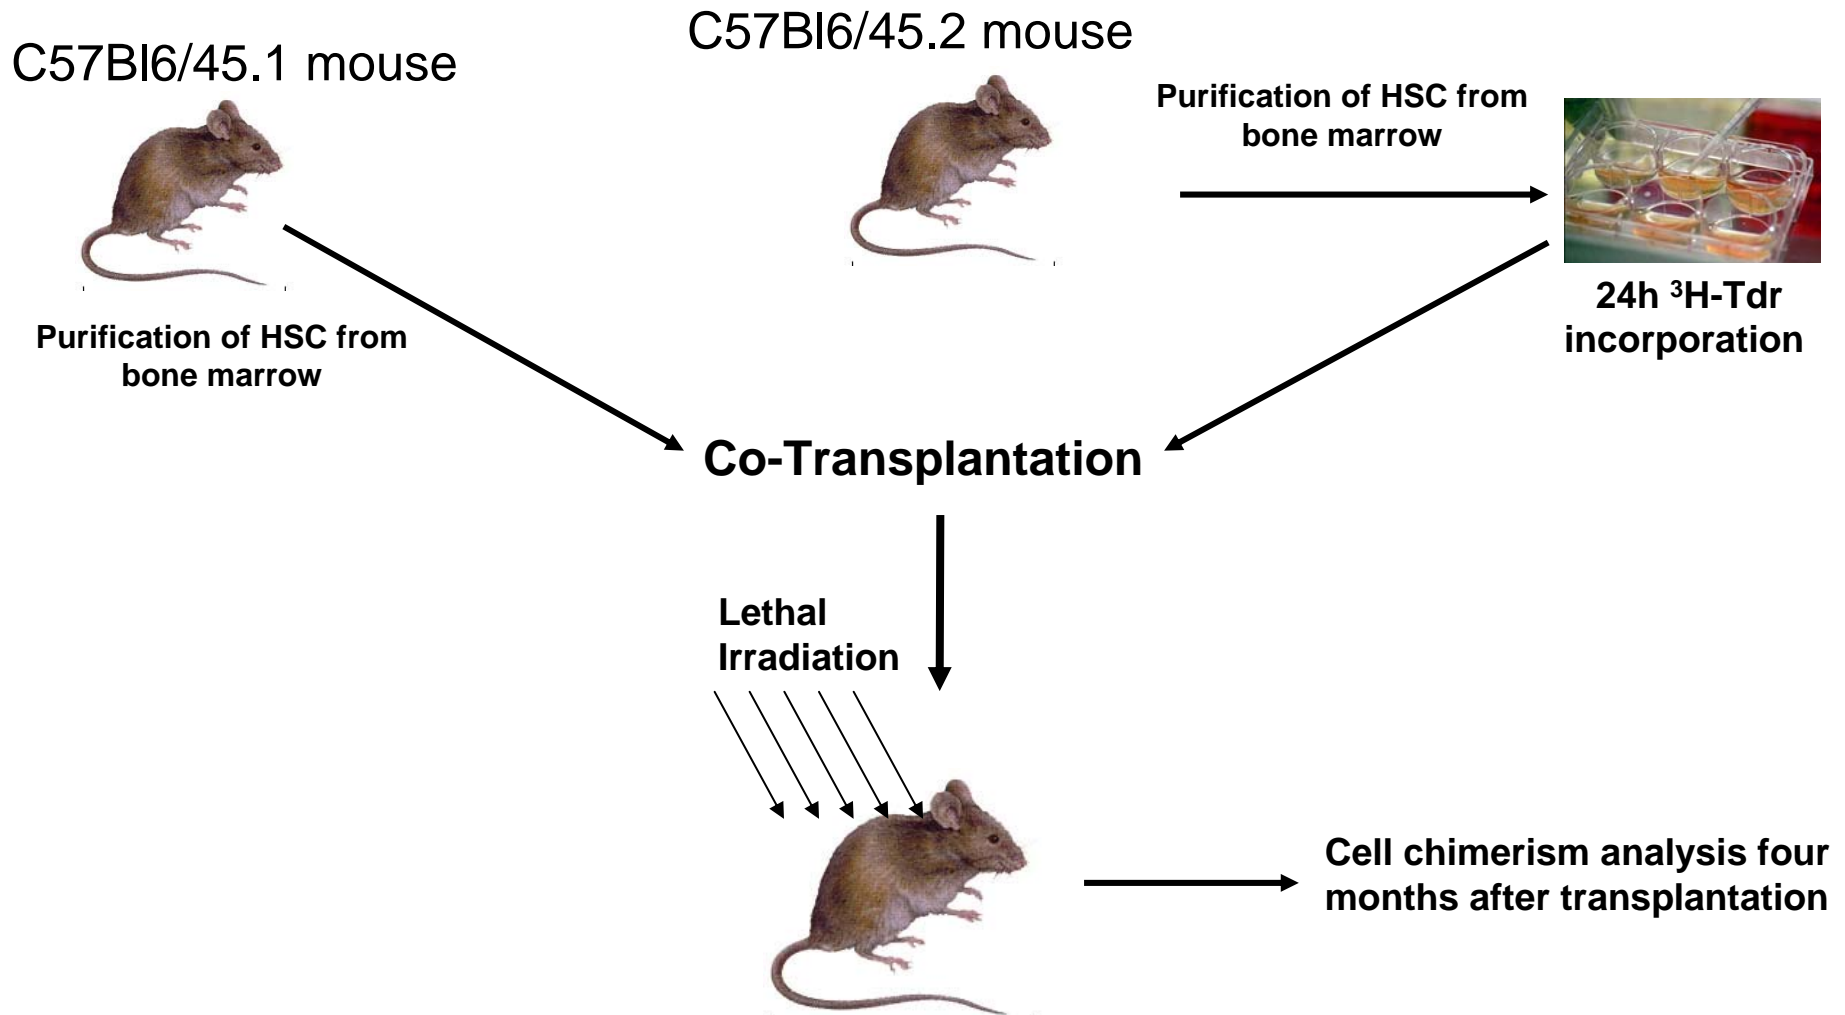 C57Bl6/45.1 mouse
C57Bl6/45.2 mouse
Purification of HSC from
bone marrow
24h ³H-Tdr
incorporation
Purification of HSC from
bone marrow
Co-Transplantation
Lethal
Irradiation
Cell chimerism analysis four
months after transplantation